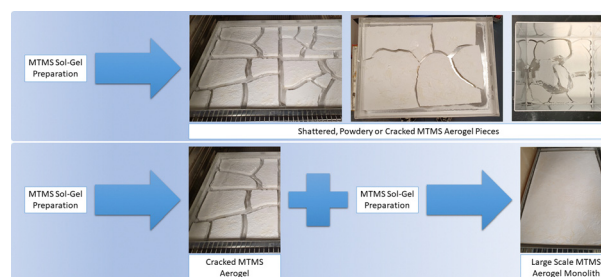 MTMS Sol-Gel
Preparation
Shattered, Powdery or Cracked MTMS Aerogel Pieces
MTMS Sol-Gel
Preparation
MTMS Sol-Gel
Preparation
Cracked MTMS
Aerogel
Large Scale MTMS
Aerogel Monolith